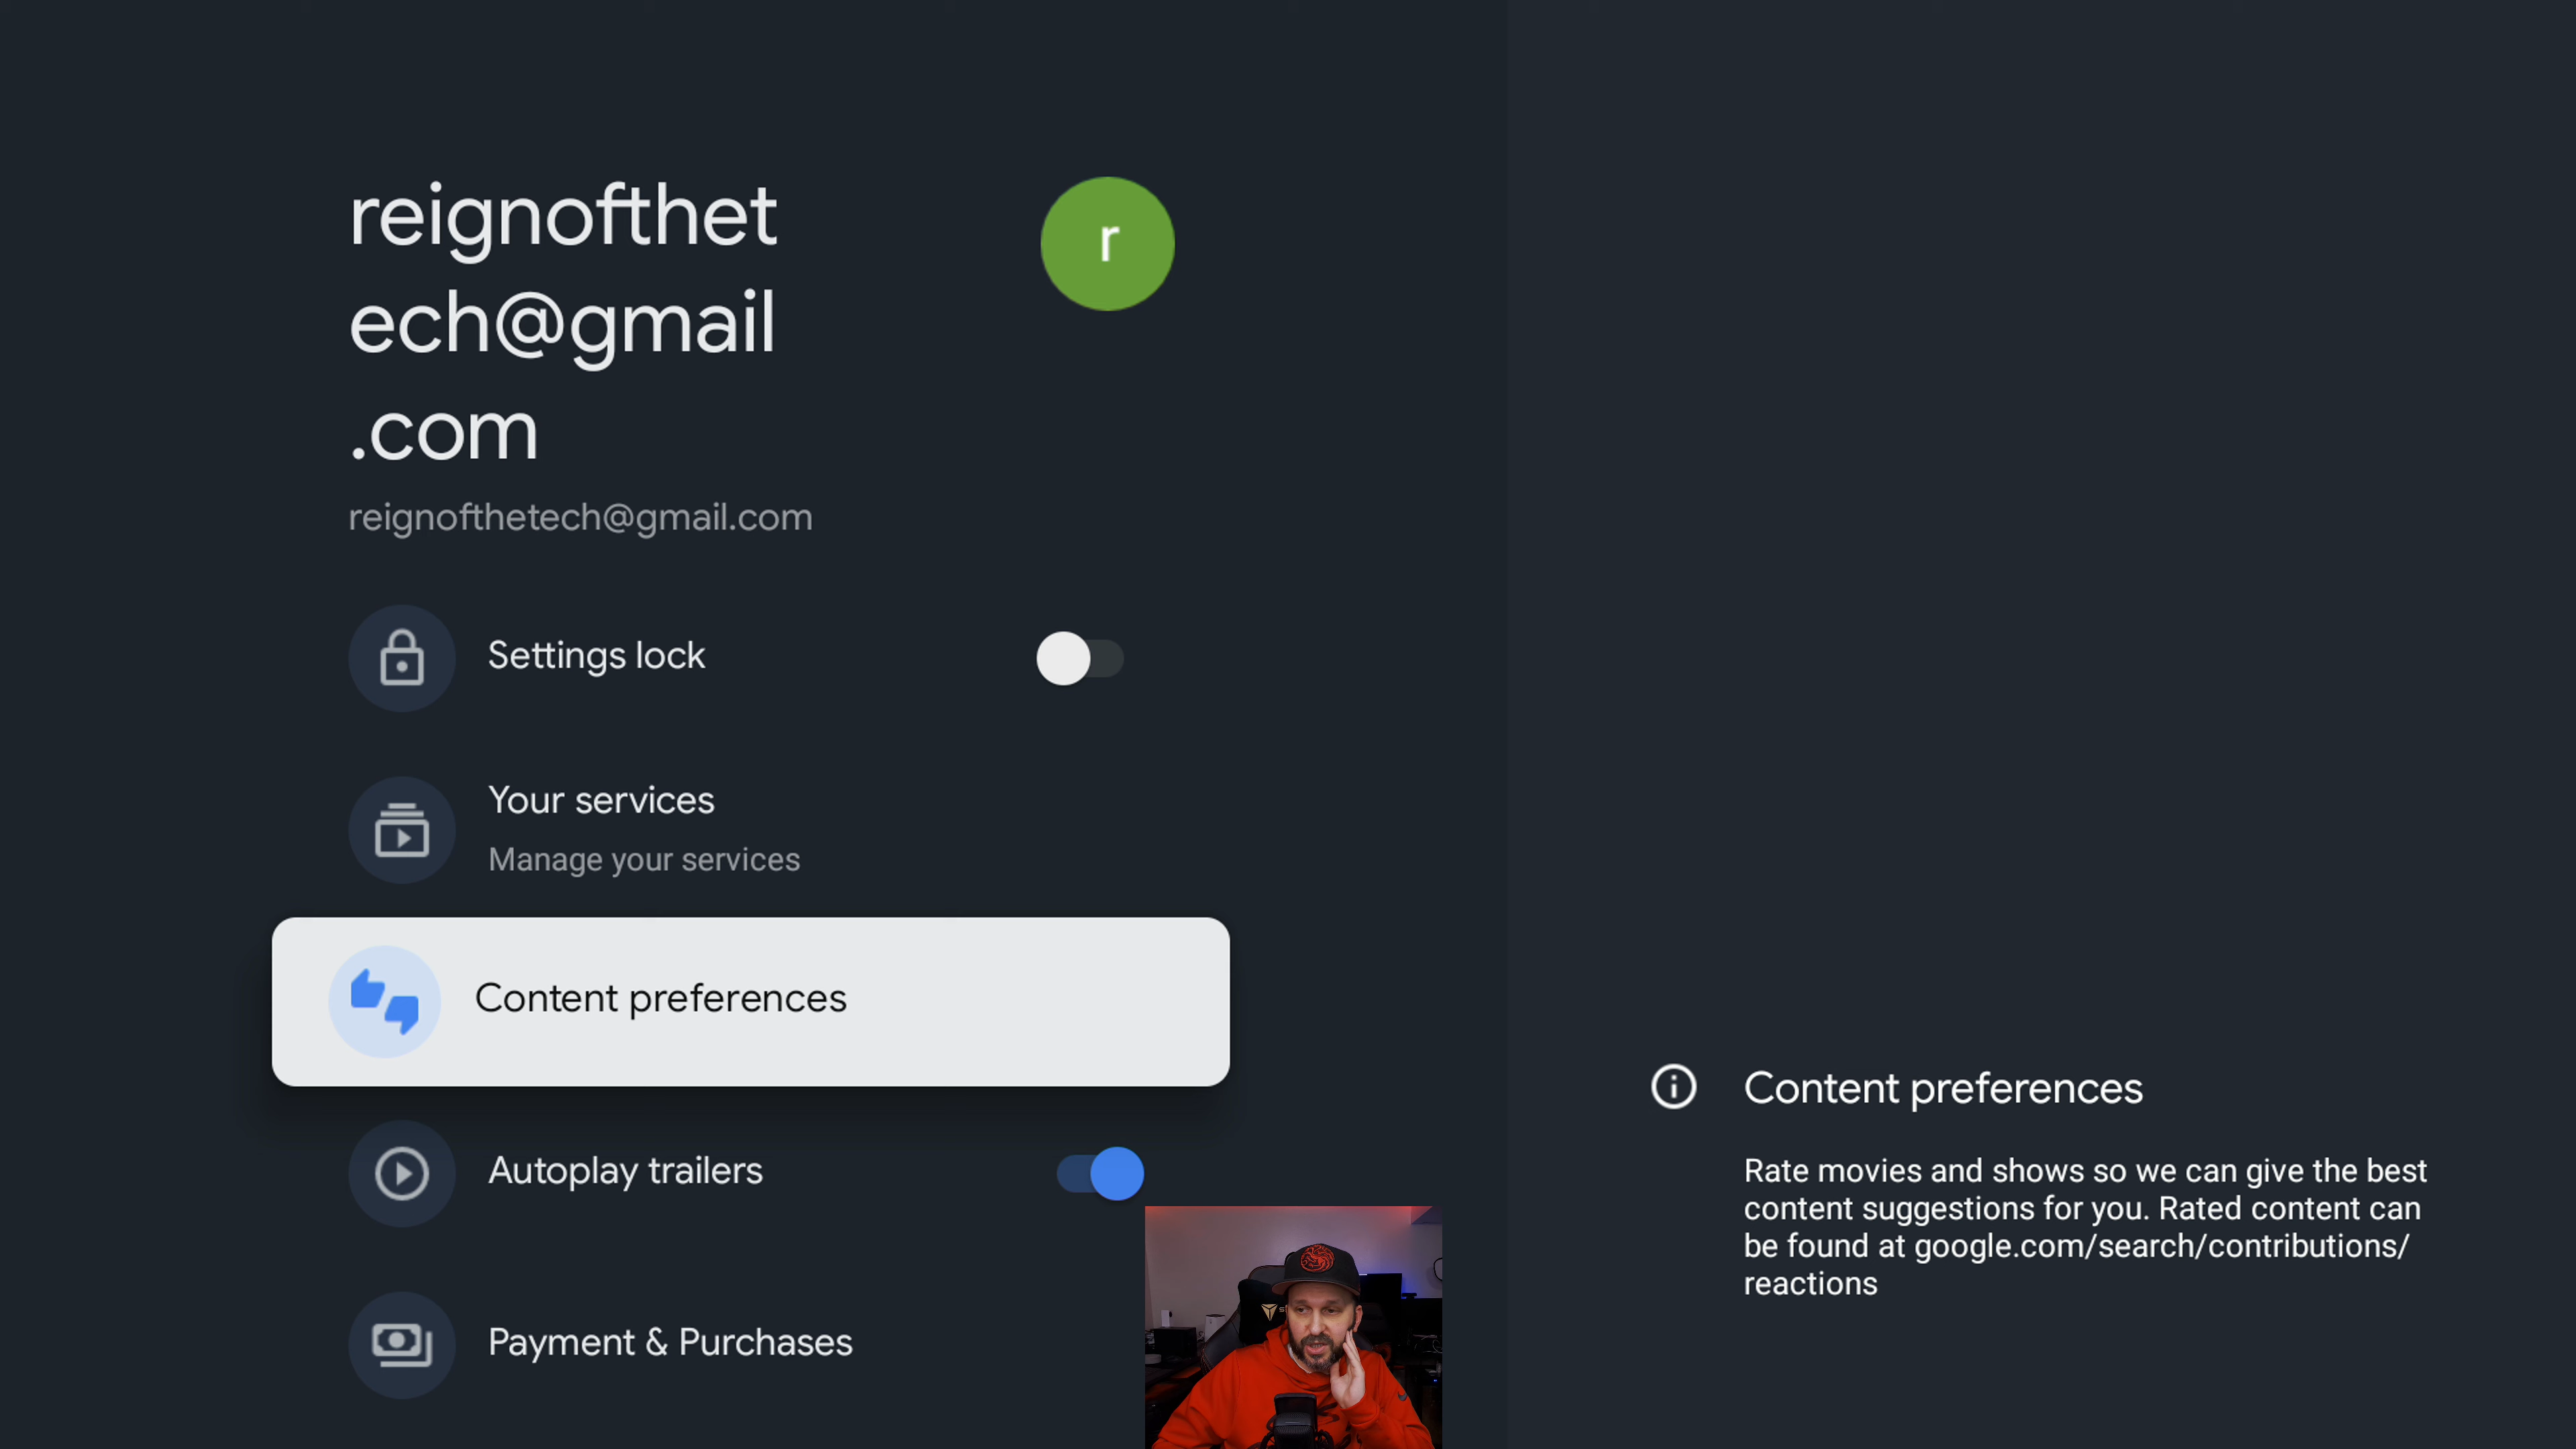 reignofthet
ech@gmail
.com
r
reignofthetech@gmail.com
Settings lock
Your services
Manage your services
Content preferences
Autoplay trailers
Payment & Purchases
Content preferences
Rate movies and shows so we can give the best
content suggestions for you. Rated content can
be found at google.com/search/contributions/
reactions